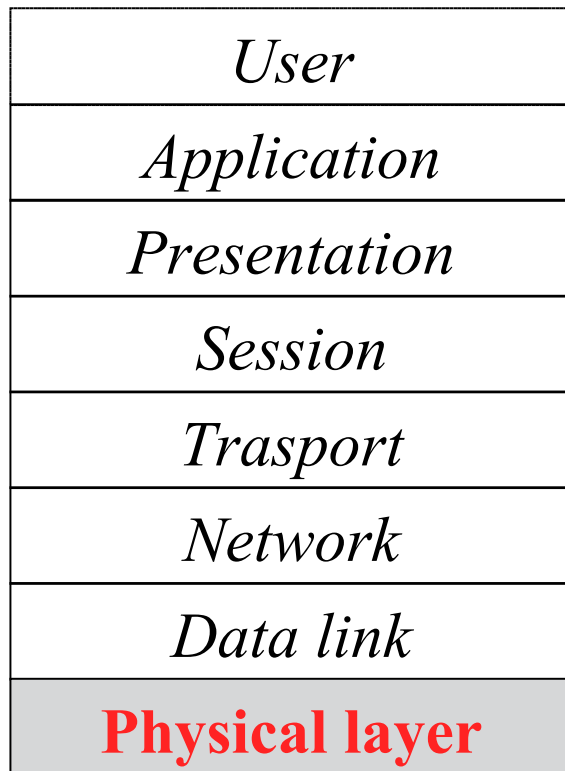 User
Application
Presentation
Session
Trasport
Network
Data link
Physical layer